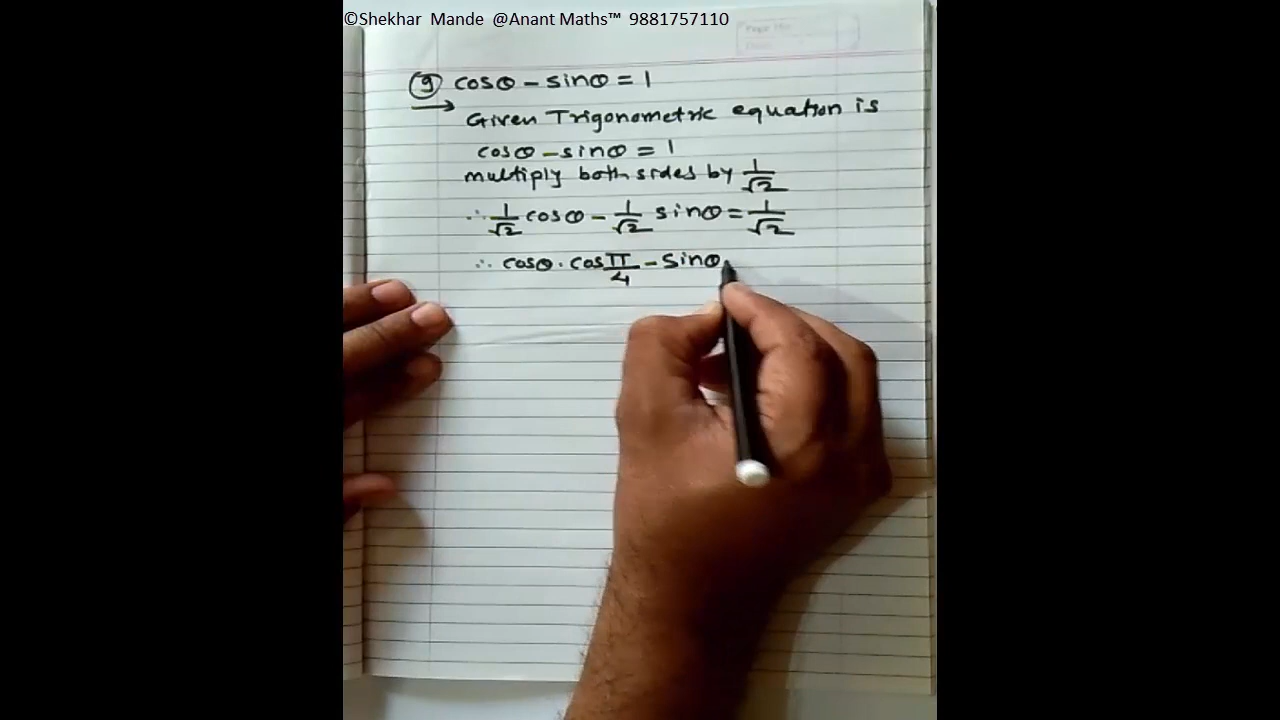 ©Shekhar Mande @Anant Maths™ 9881757110
9 cosθ - sinθ = 1
→ Given Trigonometric equation is
cosθ - sinθ = 1
multiply both sides by 1/√2
∴ 1/√2 cosθ - 1/√2 sinθ = 1/√2
∴ cosθ · cos π/4 - sinθ